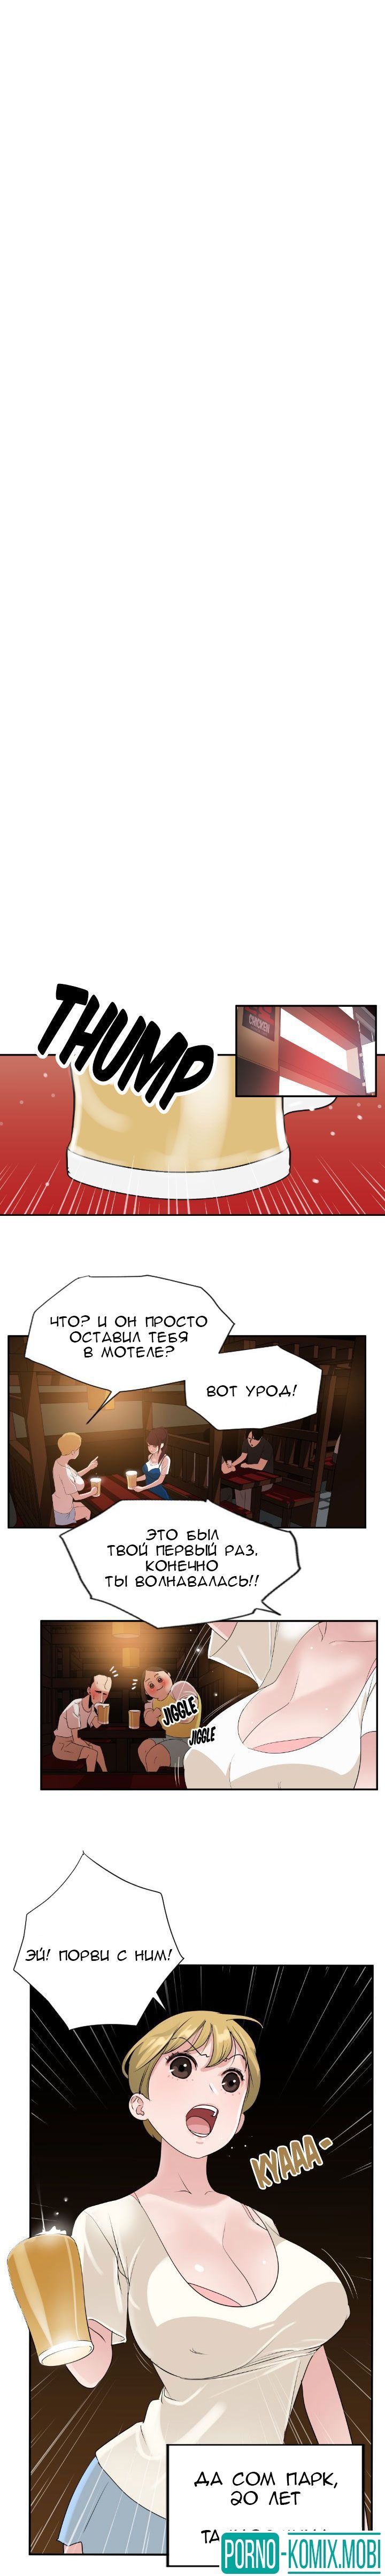 CHICKEN
THUMP
ЧТО? И ОН ПРОСТО
ОСТАВИЛ ТЕБЯ
В МОТЕЛЕ?
ВОТ УРОД!
ЭТО БЫЛ
ТВОЙ ПЕРВЫЙ РАЗ.
КОНЕЧНО
ТЫ ВОЛНАВАЛАСЬ!!
JIGGLE
JIGGLE
ЭЙ! ПОРВИ С НИМ!
KYAAA-
ДА СОМ ПАРК,
20 ЛЕТ
PORNO-KOMIX.MOBI